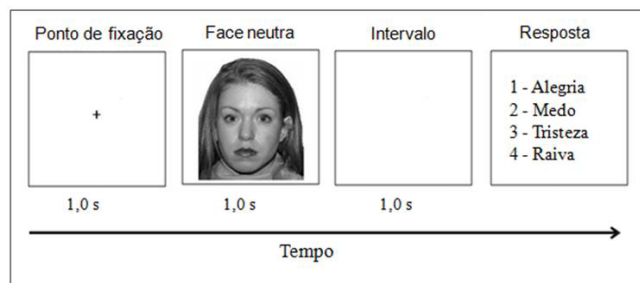 Ponto de fixação
Face neutra
Intervalo
Resposta
+
1 - Alegria
2 - Medo
3 - Tristeza
4 - Raiva
1,0 s
1,0 s
1,0 s
Tempo